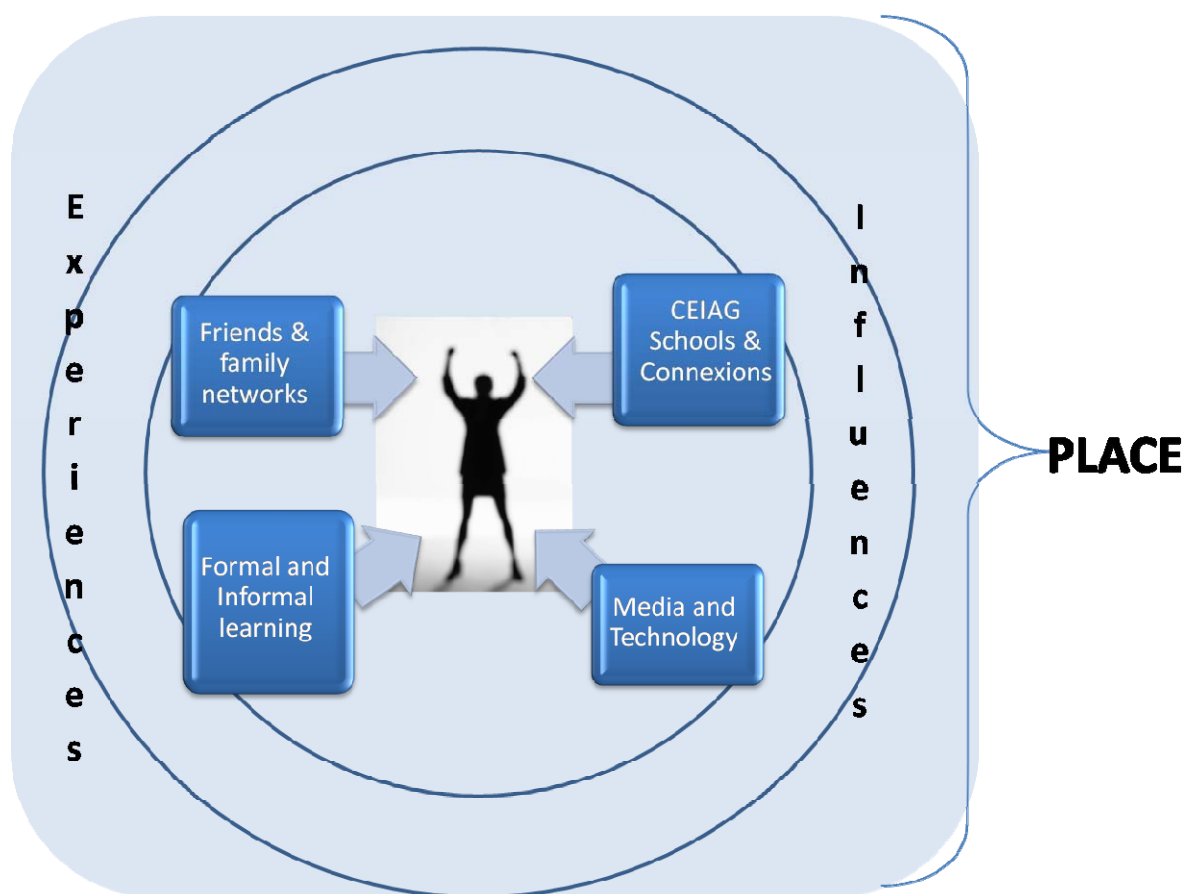 Experiences
Friends &
family
networks
CEIAG
Schools &
Connexions
Formal and
Informal
learning
Media and
Technology
Influences
PLACE